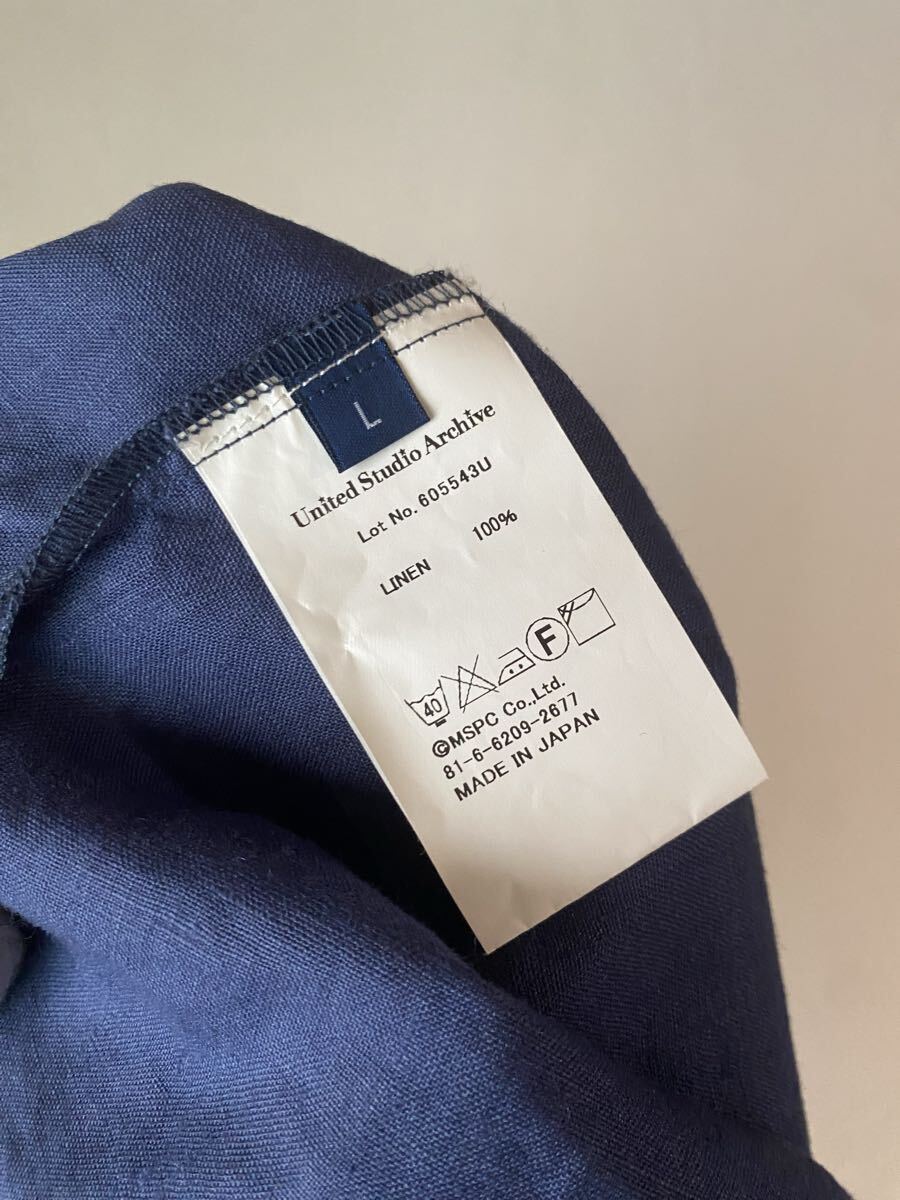 L
United Studio Archive
Lot No. 605543U
LINEN 100%
40 F
©MSPC Co.,Ltd.
81-6-6209-2677
MADE IN JAPAN